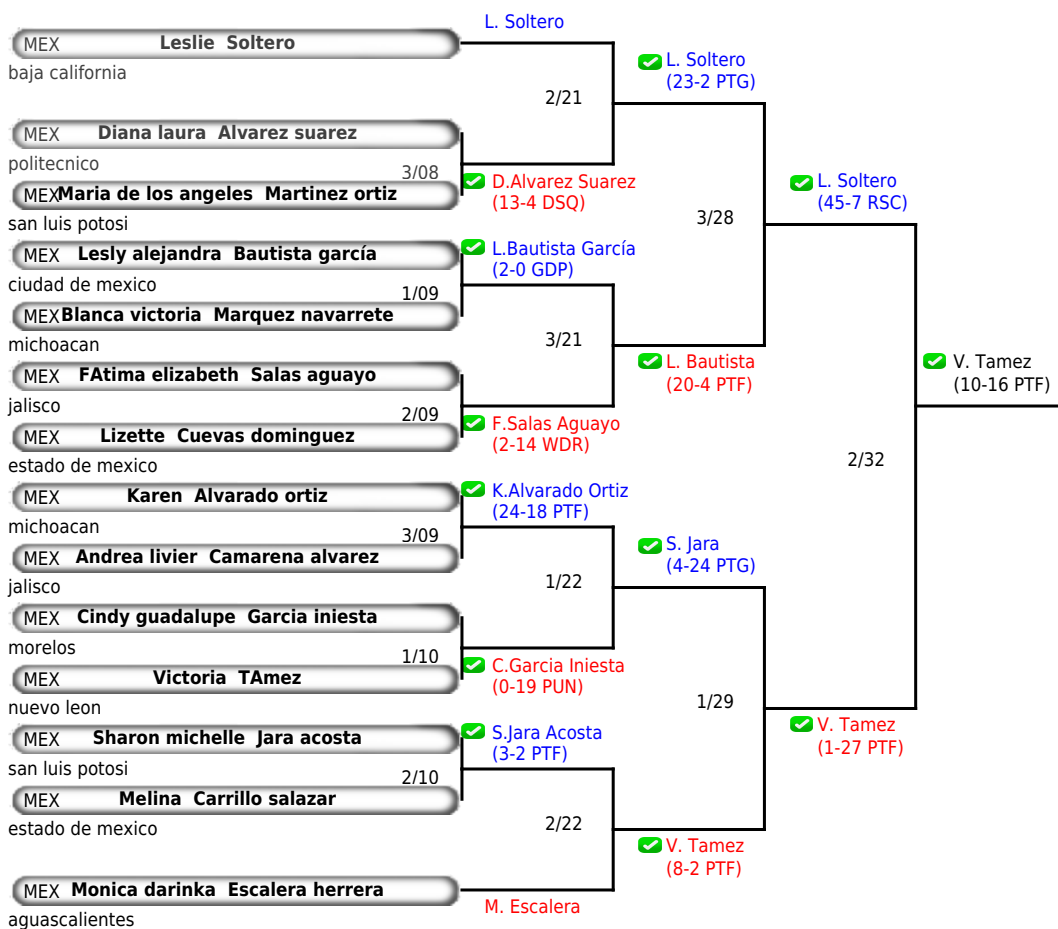 L. Soltero
MEX Leslie Soltero
baja california
L. Soltero
(23-2 PTG)
2/21
MEX Diana laura Alvarez suarez
politecnico
3/08
D.Alvarez Suarez
(13-4 DSQ)
MEX Maria de los angeles Martinez ortiz
san luis potosi
L. Soltero
(45-7 RSC)
3/28
MEX Lesly alejandra Bautista garcía
ciudad de mexico
L.Bautista García
(2-0 GDP)
1/09
MEX Blanca victoria Marquez navarrete
michoacan
3/21
L. Bautista
(20-4 PTF)
V. Tamez
(10-16 PTF)
MEX FAtima elizabeth Salas aguayo
jalisco
2/09
F.Salas Aguayo
(2-14 WDR)
MEX Lizette Cuevas dominguez
estado de mexico
2/32
MEX Karen Alvarado ortiz
michoacan
K.Alvarado Ortiz
(24-18 PTF)
3/09
MEX Andrea livier Camarena alvarez
jalisco
S. Jara
(4-24 PTG)
1/22
MEX Cindy guadalupe Garcia iniesta
morelos
1/10
C.Garcia Iniesta
(0-19 PUN)
MEX Victoria TAmez
nuevo leon
1/29
V. Tamez
(1-27 PTF)
MEX Sharon michelle Jara acosta
san luis potosi
S.Jara Acosta
(3-2 PTF)
2/10
MEX Melina Carrillo salazar
estado de mexico
2/22
V. Tamez
(8-2 PTF)
MEX Monica darinka Escalera herrera
aguascalientes
M. Escalera